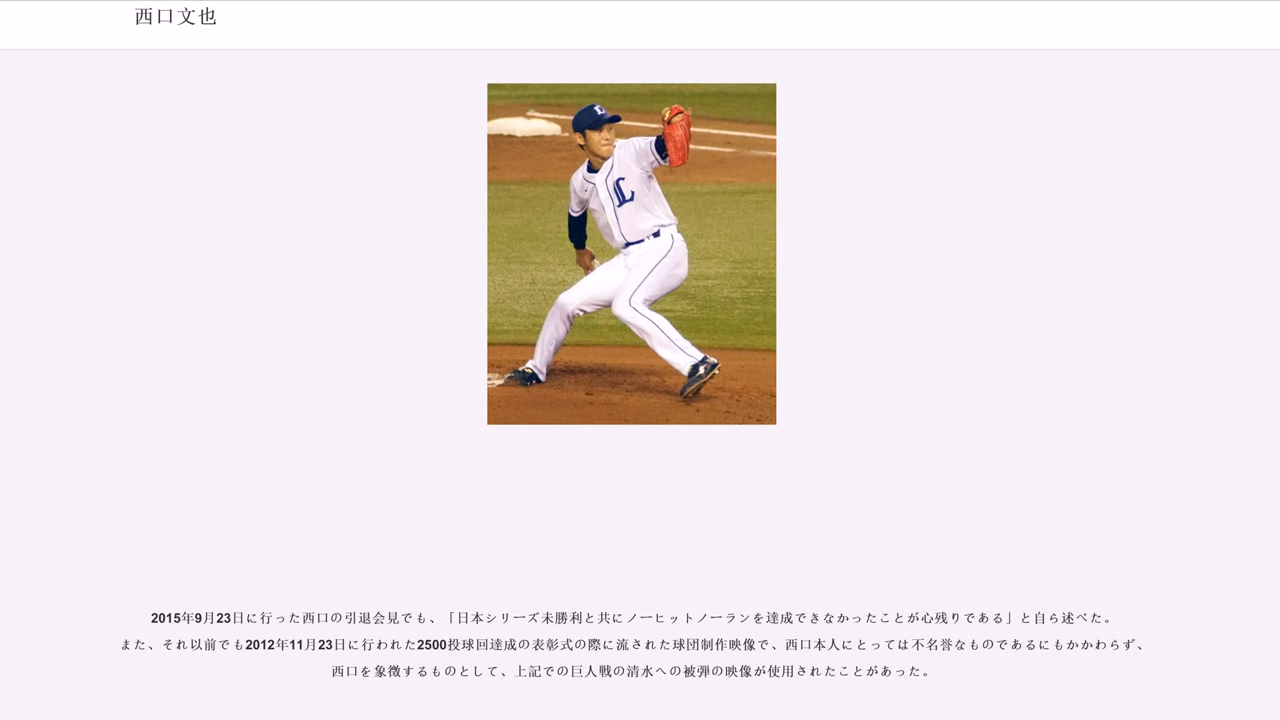 西口文也
L
L
2015年9月23日に行った西口の引退会見でも、「日本シリーズ未勝利と共にノーヒットノーランを達成できなかったことが心残りである」と自ら述べた。
また、それ以前でも2012年11月23日に行われた2500投球回達成の表彰式の際に流された球団制作映像で、西口本人にとっては不名誉なものであるにもかかわらず、
西口を象徴するものとして、上記での巨人戦の清水への被弾の映像が使用されたことがあった。